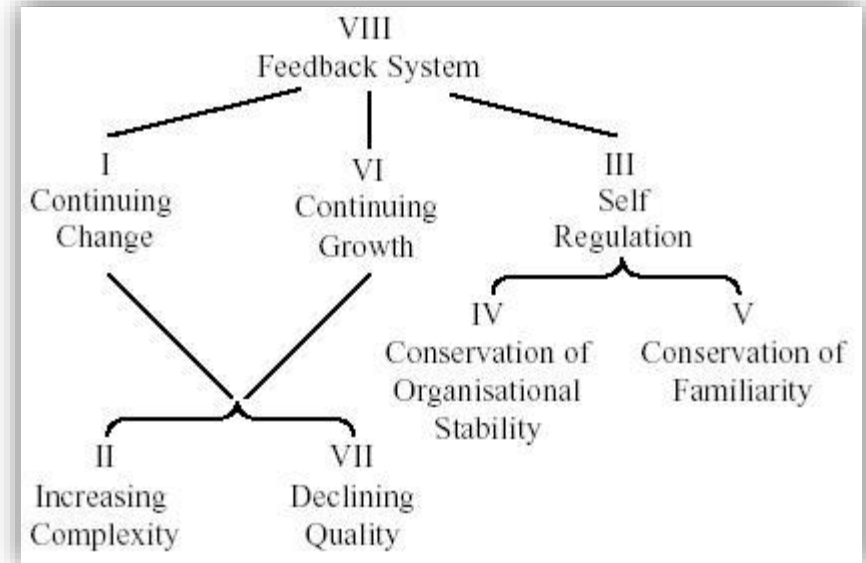 VIII
Feedback System
I
Continuing
Change
VI
Continuing
Growth
III
Self
Regulation
IV
Conservation of
Organisational
Stability
V
Conservation of
Familiarity
II
Increasing
Complexity
VII
Declining
Quality